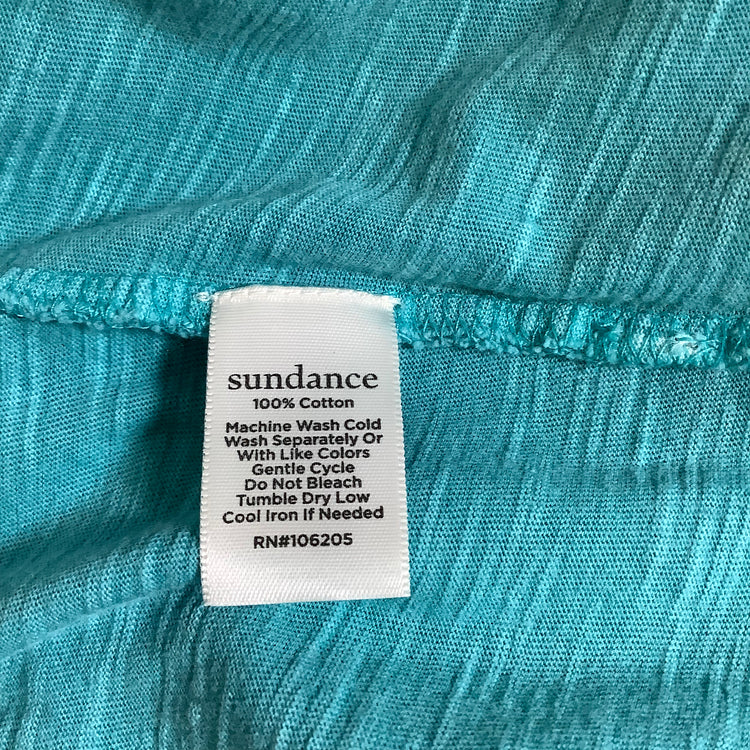 sundance
100% Cotton
Machine Wash Cold
Wash Separately Or
With Like Colors
Gentle Cycle
Do Not Bleach
Tumble Dry Low
Cool Iron If Needed
RN#106205